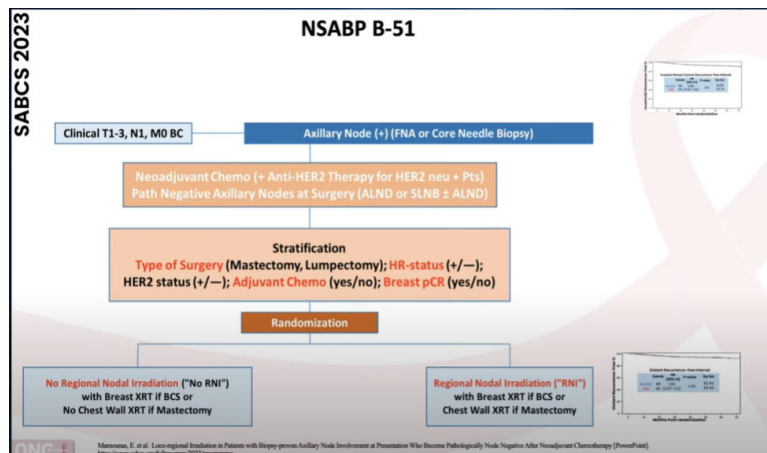 SABCS 2023
NSABP B-51
Clinical T1-3, N1, M0 BC
Axillary Node (+) (FNA or Core Needle Biopsy)
Neoadjuvant Chemo (+ Anti-HER2 Therapy for HER2 neu + Pts)
Path Negative Axillary Nodes at Surgery (ALND or SLNB ± ALND)
Stratification
Type of Surgery (Mastectomy, Lumpectomy); HR-status (+/—);
HER2 status (+/—); Adjuvant Chemo (yes/no); Breast pCR (yes/no)
Randomization
No Regional Nodal Irradiation ("No RNI")
with Breast XRT if BCS or
No Chest Wall XRT if Mastectomy
Regional Nodal Irradiation ("RNI")
with Breast XRT if BCS or
Chest Wall XRT if Mastectomy
Months from randomization
Distant Recurrence-free Interval
Months from randomization
Mamounas, E. et al. Loco-regional Irradiation in Patients with Biopsy-proven Axillary Node Involvement at Presentation Who Become Pathologically Node Negative After Neoadjuvant Chemotherapy [PowerPoint].